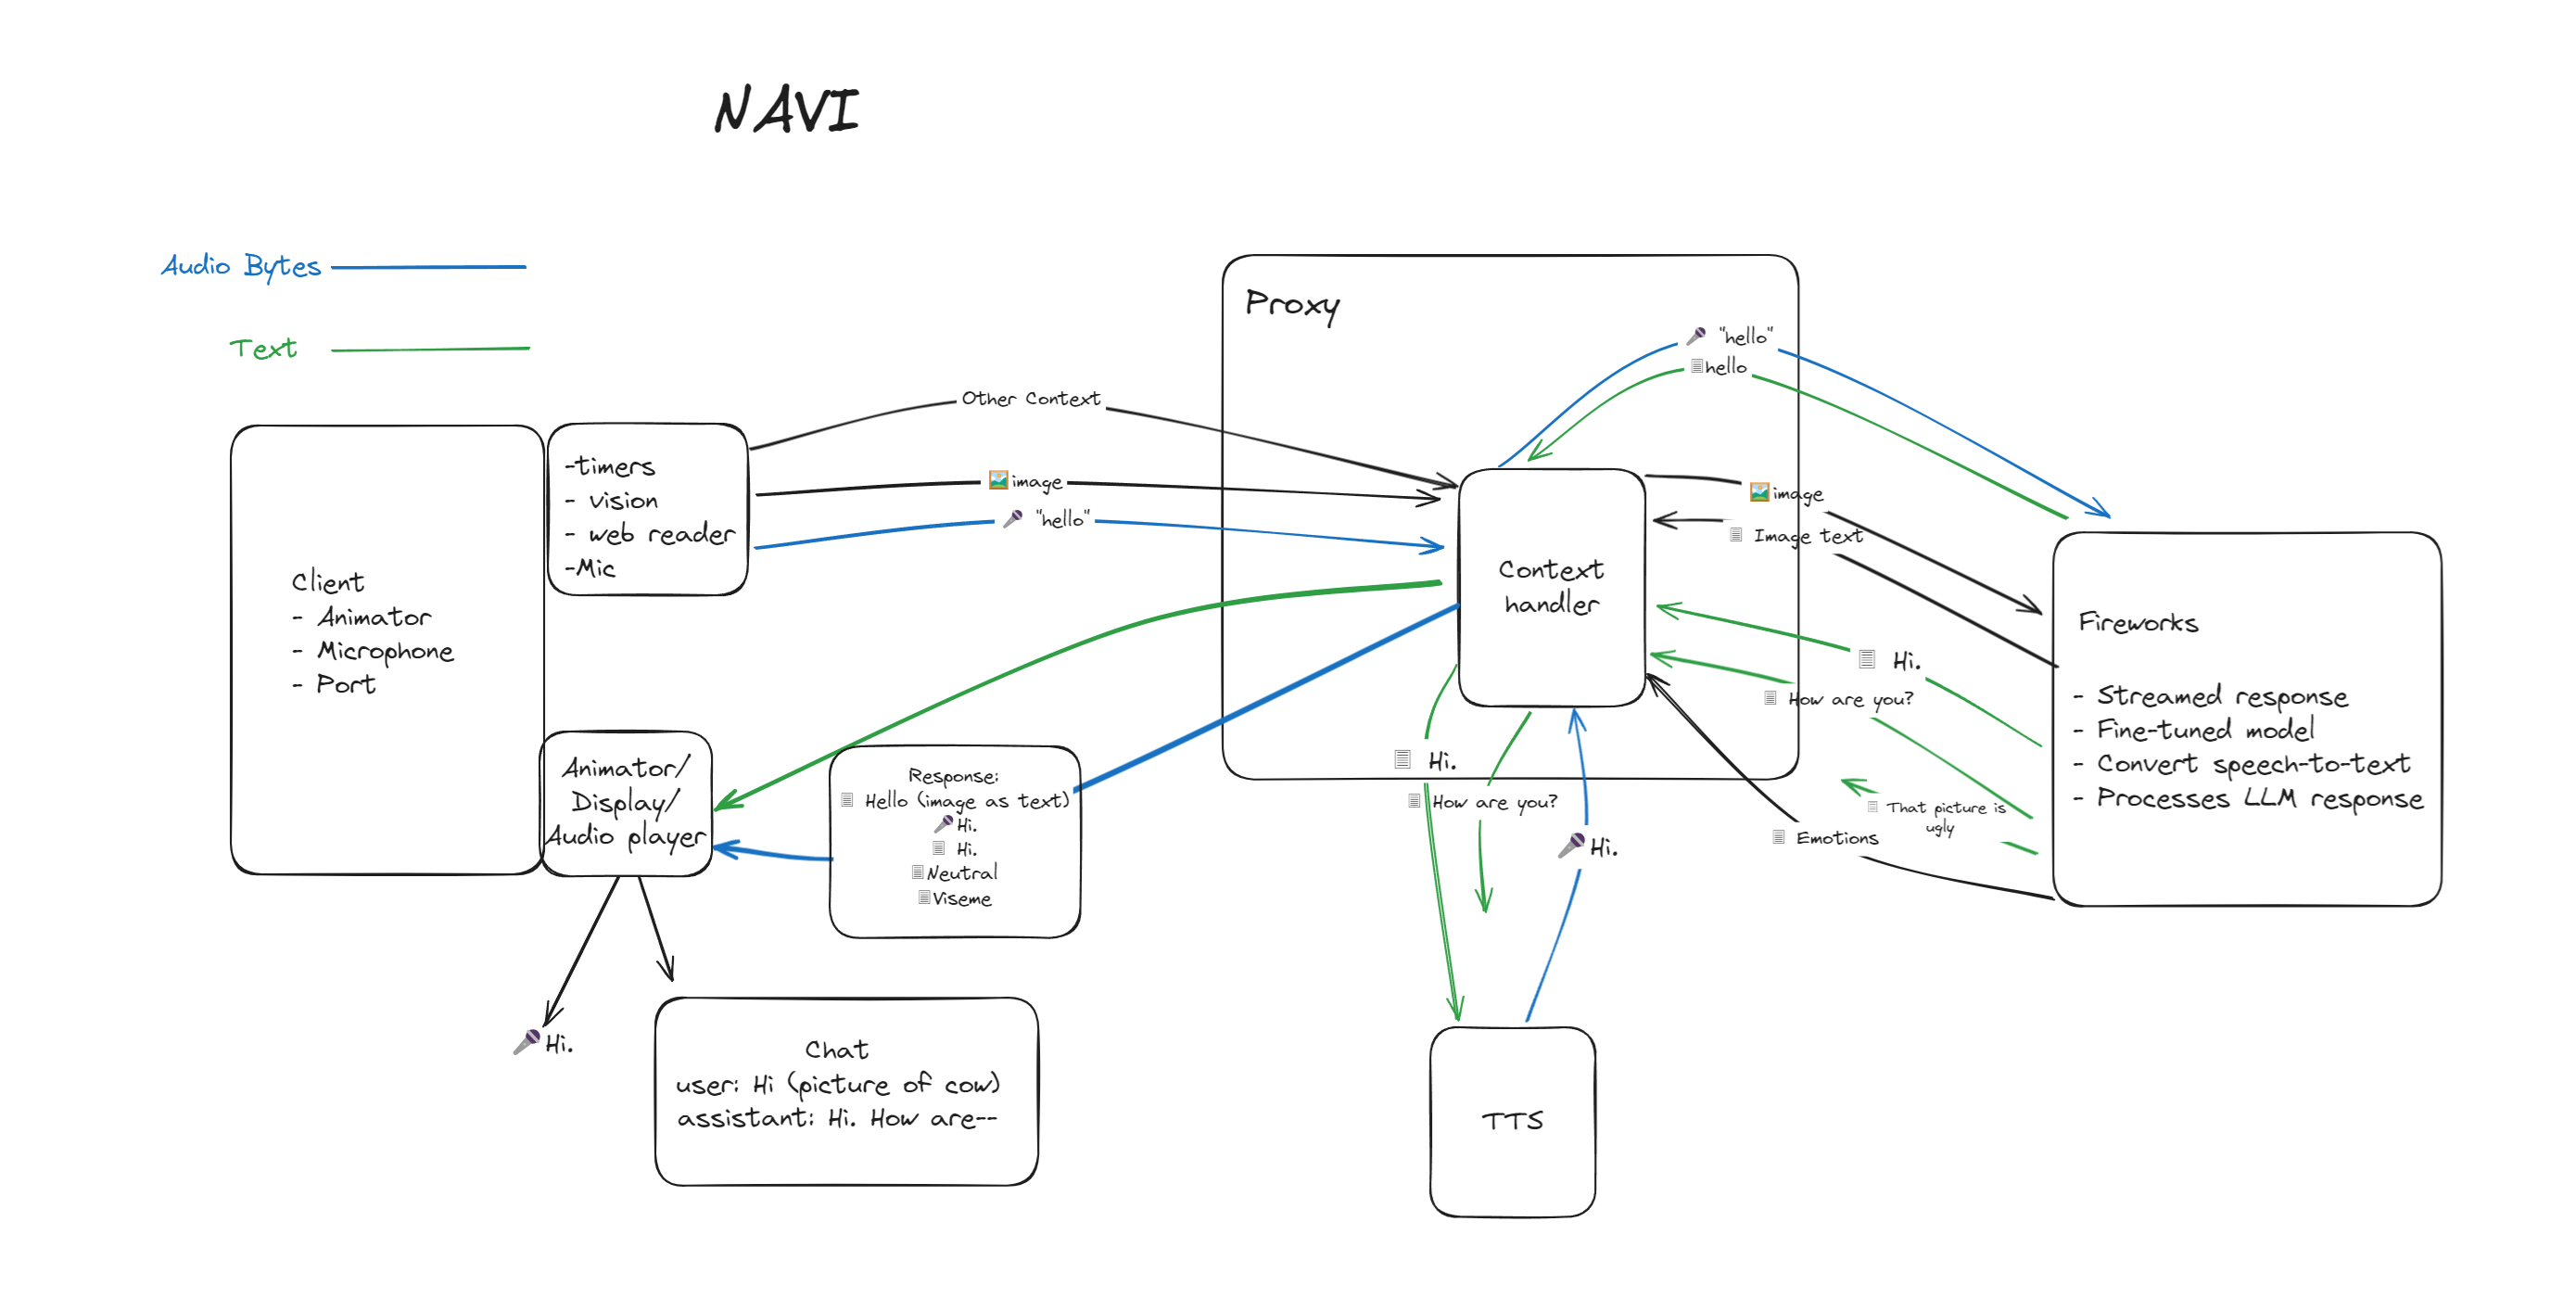 NAVI
Audio Bytes
Text
Proxy
🎤 "hello"
hello
Other Context
image
🎤 "hello"
-timers
- vision
- web reader
-Mic
Client
- Animator
- Microphone
- Port
Context
handler
image
Image text
Hi.
How are you?
That picture is
ugly
Emotions
Fireworks
- Streamed response
- Fine-tuned model
- Convert speech-to-text
- Processes LLM response
Animator/
Display/
Audio player
Response:
Hello (image as text)
🎤Hi.
Hi.
Neutral
Viseme
Hi.
How are you?
🎤Hi.
🎤Hi.
Chat
user: Hi (picture of cow)
assistant: Hi. How are--
TTS